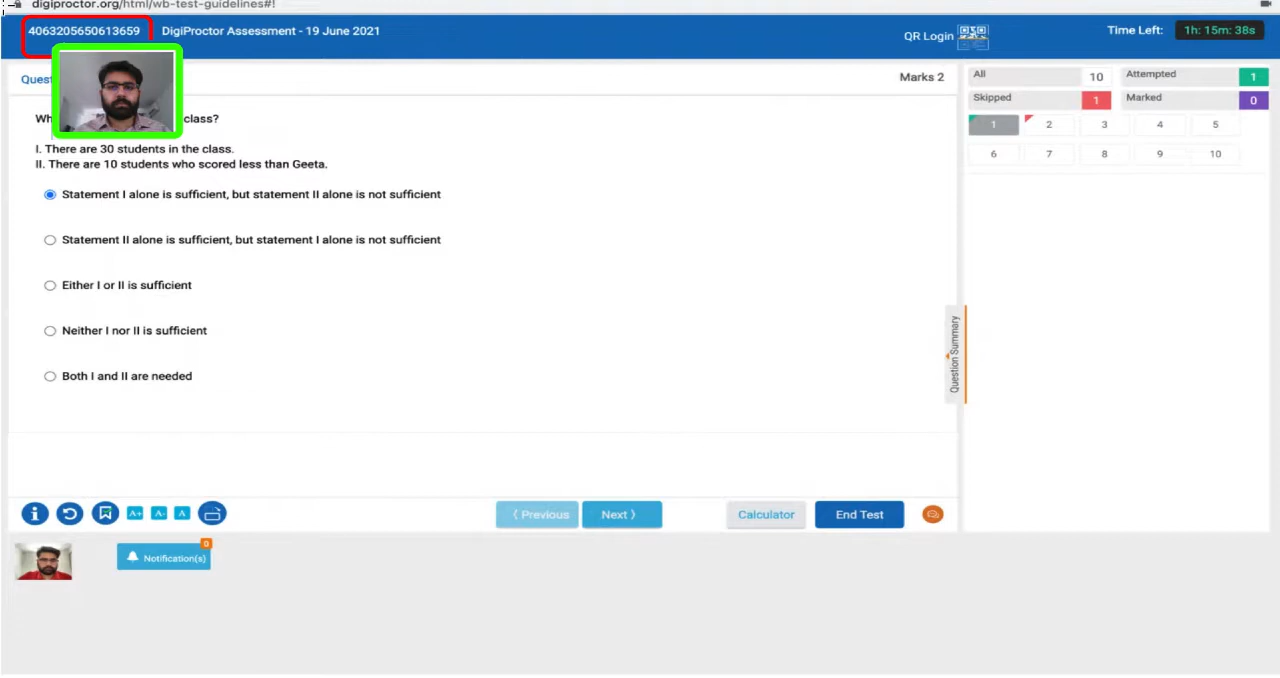 digiproctor.org/html/wb-test-guidelines#!
4063205650613659 DigiProctor Assessment - 19 June 2021 QR Login Time Left: 1h: 15m: 38s
Quest Marks 2
Wh class?
I. There are 30 students in the class.
II. There are 10 students who scored less than Geeta.
Statement I alone is sufficient, but statement II alone is not sufficient
Statement II alone is sufficient, but statement I alone is not sufficient
Either I or II is sufficient
Neither I nor II is sufficient
Both I and II are needed
All 10 Attempted 1
Skipped 1 Marked 0
1 2 3 4 5
6 7 8 9 10
Question Summary
A+ A- A Previous Next Calculator End Test
Notification(s) 0